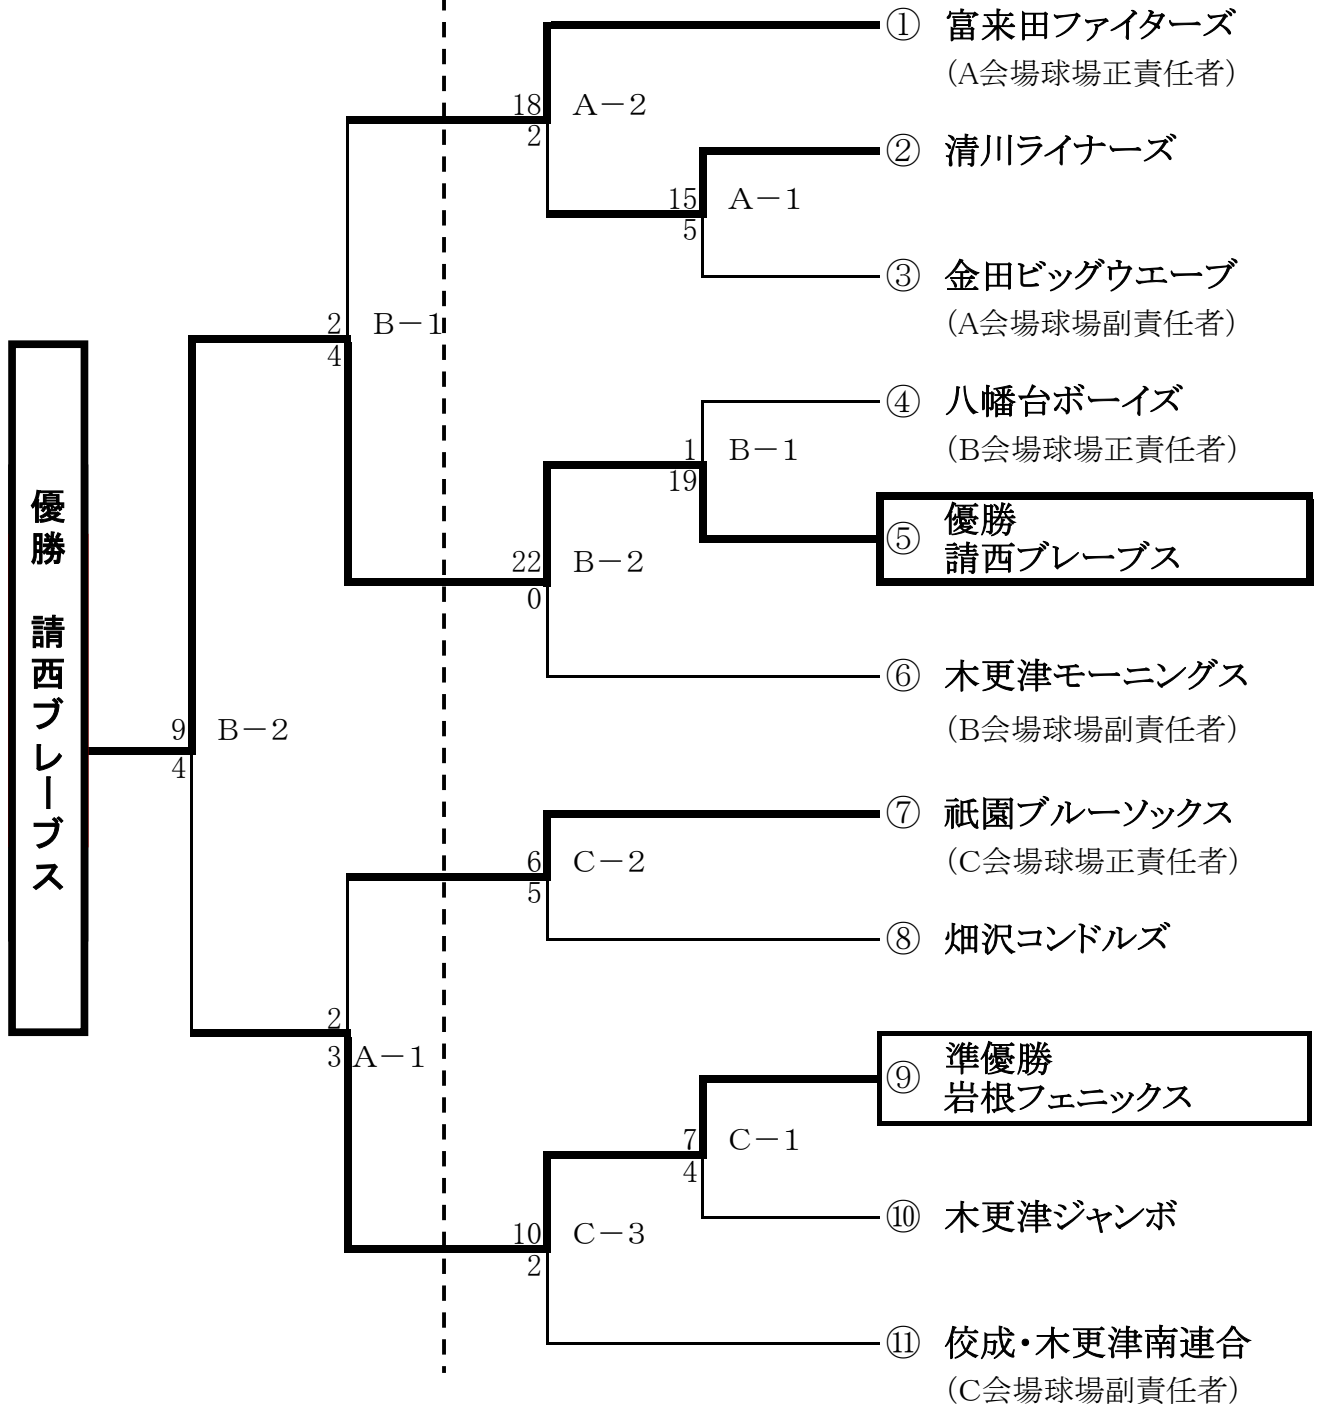 ① 富来田ファイターズ
（A会場球場正責任者）
18 A－2
2
② 清川ライナーズ
15 A－1
5
③ 金田ビッグウエーブ
（A会場球場副責任者）
2 B－1
4
④ 八幡台ボーイズ
（B会場球場正責任者）
1 B－1
19
⑤ 優勝
請西ブレーブス
22 B－2
0
⑥ 木更津モーニングス
（B会場球場副責任者）
優勝 請西ブレーブス
9 B－2
4
⑦ 祇園ブルーソックス
（C会場球場正責任者）
6 C－2
5
⑧ 畑沢コンドルズ
2
3 A－1
⑨ 準優勝
岩根フェニックス
7 C－1
4
⑩ 木更津ジャンボ
10 C－3
2
⑪ 佼成・木更津南連合
（C会場球場副責任者）